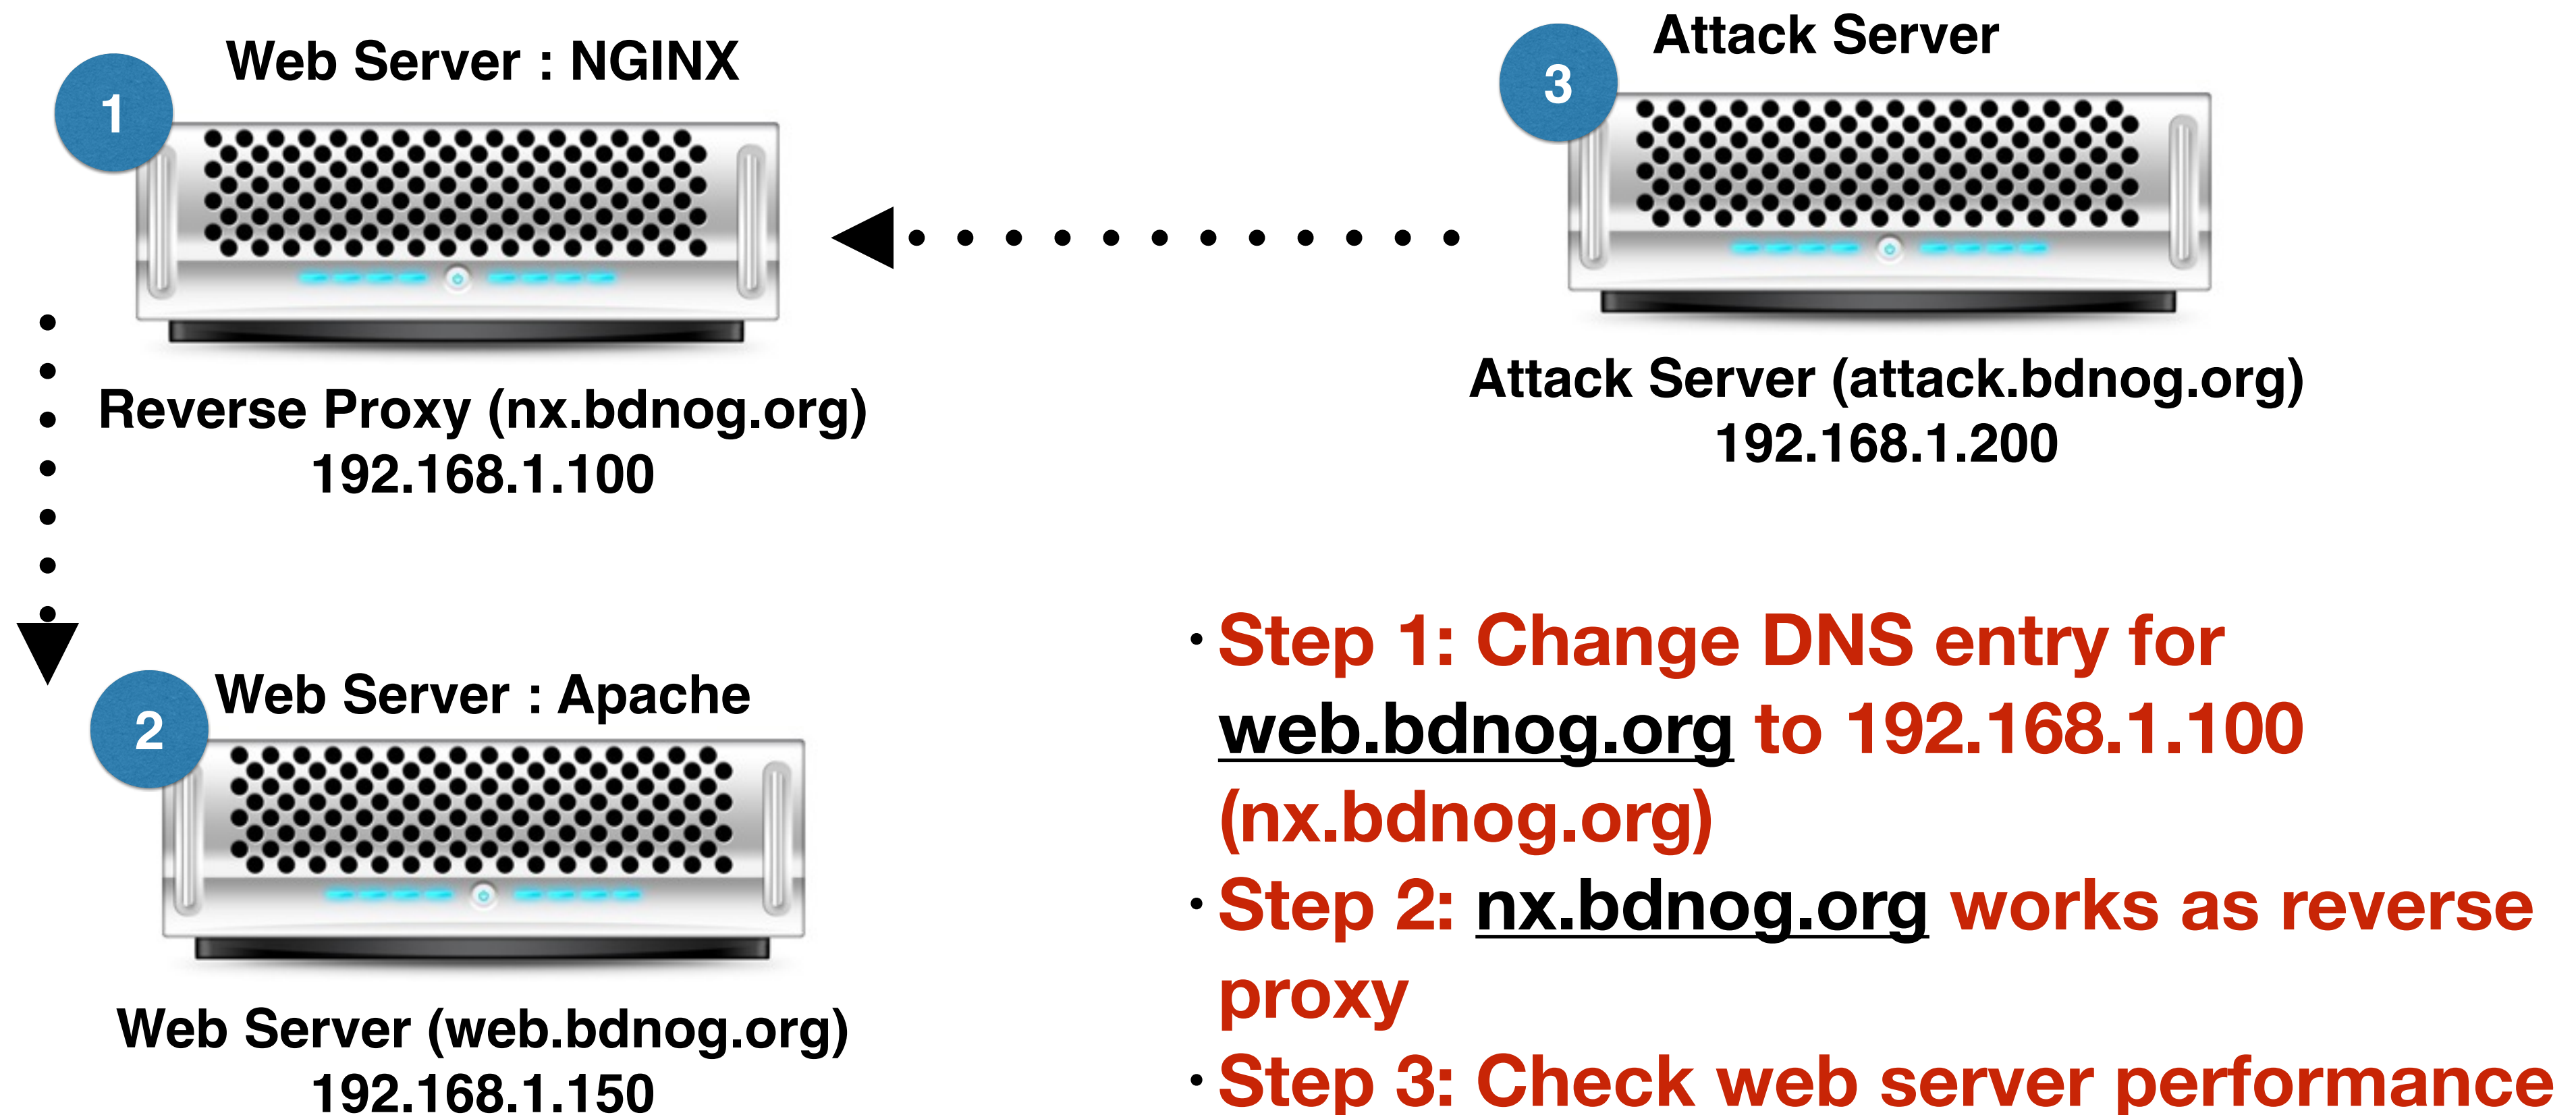 Web Server : NGINX
1
Reverse Proxy (nx.bdnog.org)
192.168.1.100
Attack Server
3
Attack Server (attack.bdnog.org)
192.168.1.200
Web Server : Apache
2
Web Server (web.bdnog.org)
192.168.1.150
· Step 1: Change DNS entry for
web.bdnog.org to 192.168.1.100
(nx.bdnog.org)
· Step 2: nx.bdnog.org works as reverse
proxy
· Step 3: Check web server performance